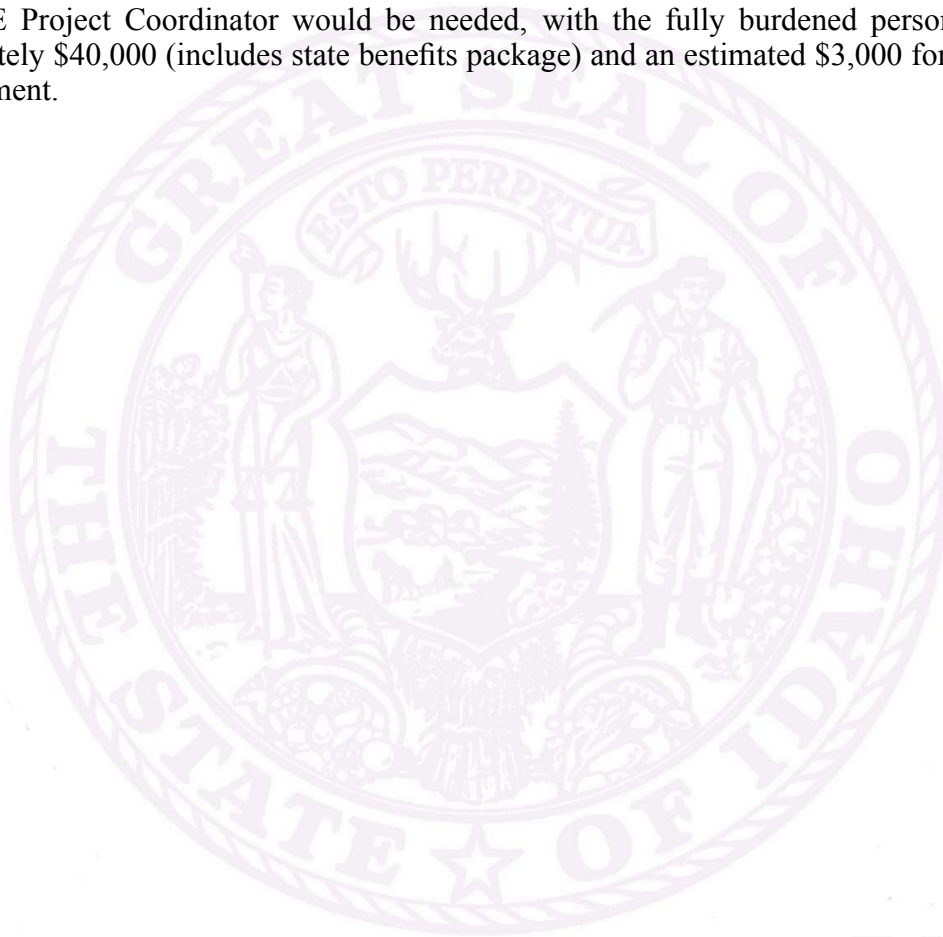 E Project Coordinator would be needed, with the fully burdened person
tely $40,000 (includes state benefits package) and an estimated $3,000 for
ment.
GREAT SEAL OF
THE STATE OF IDAHO
ESTO PERPETUA